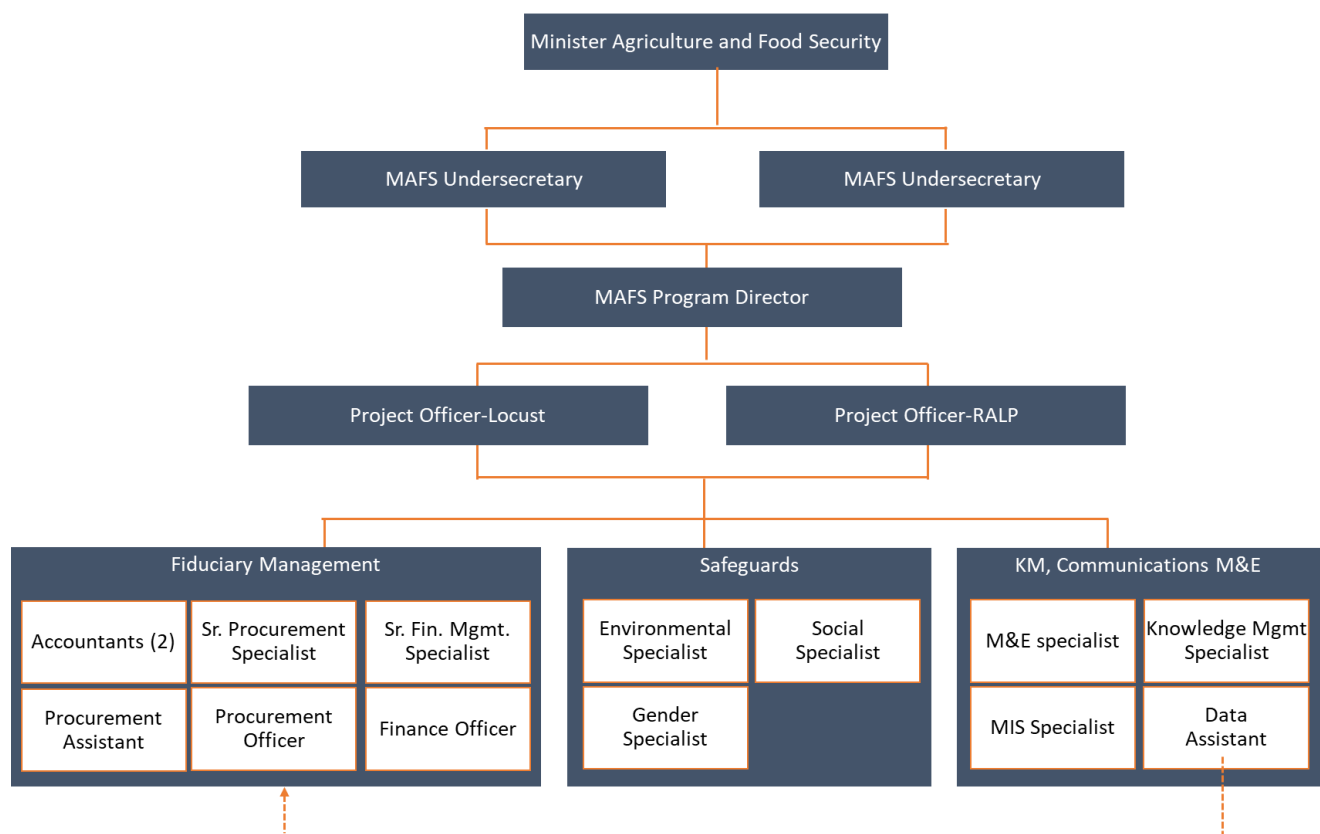 Minister Agriculture and Food Security
MAFS Undersecretary
MAFS Undersecretary
MAFS Program Director
Project Officer-Locust
Project Officer-RALP
Fiduciary Management
Accountants (2)
Sr. Procurement
Specialist
Sr. Fin. Mgmt.
Specialist
Procurement
Assistant
Procurement
Officer
Finance Officer
Safeguards
Environmental
Specialist
Social
Specialist
Gender
Specialist
KM, Communications M&E
M&E specialist
Knowledge Mgmt
Specialist
MIS Specialist
Data
Assistant